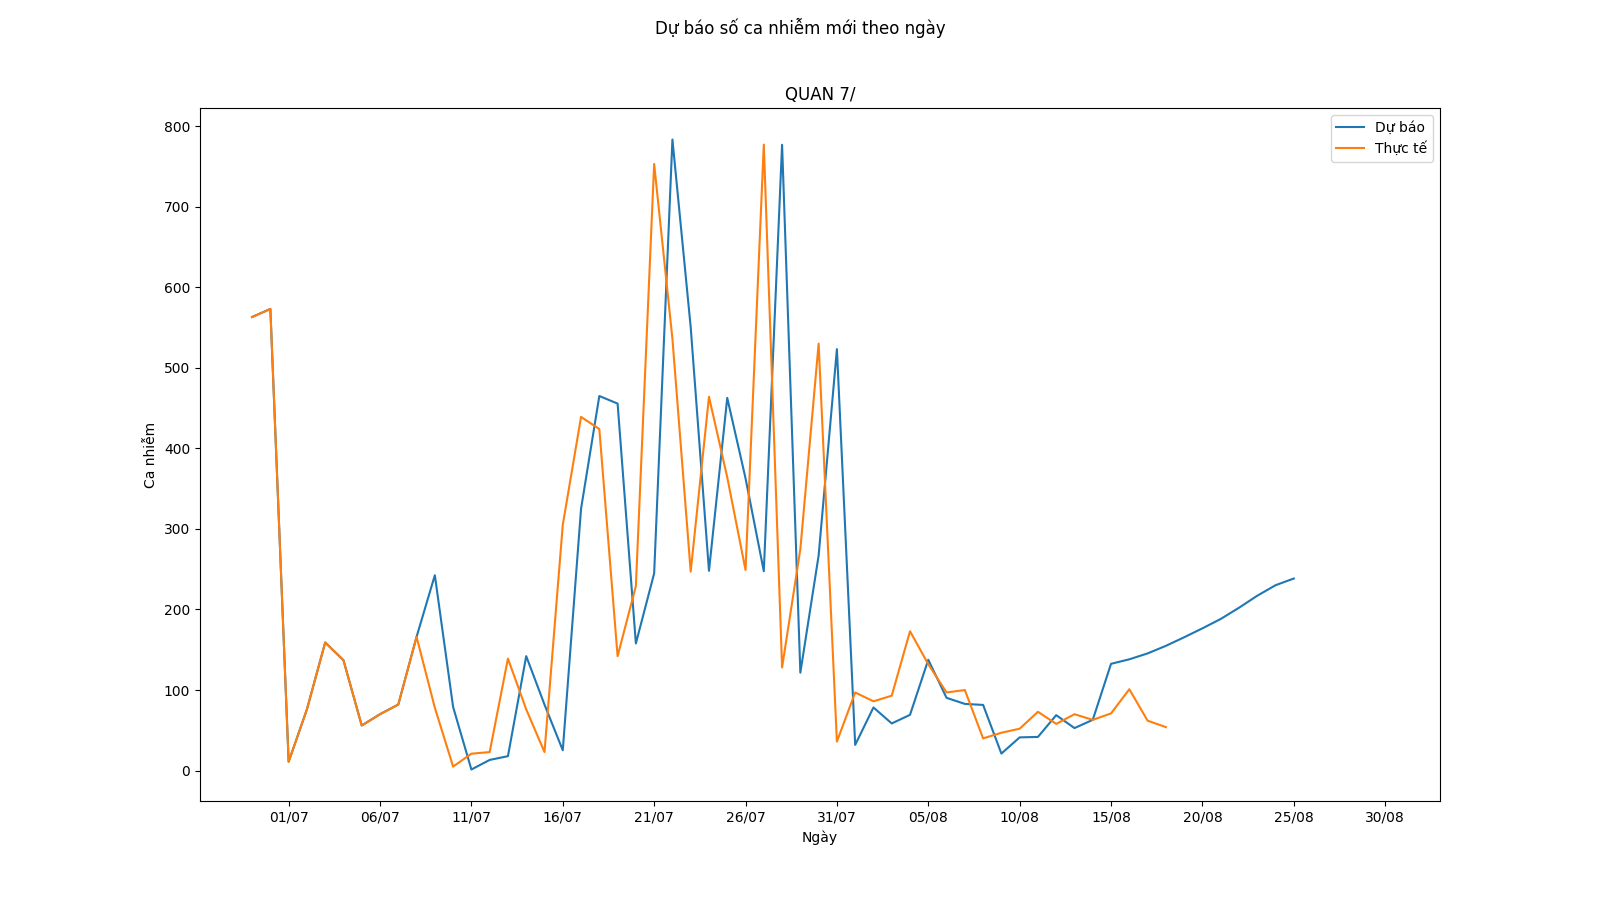 Dự báo số ca nhiễm mới theo ngày
QUAN 7/
Dự báo
Thực tế
800
700
600
500
400
300
200
100
0
Ca nhiễm
01/07 06/07 11/07 16/07 21/07 26/07 31/07 05/08 10/08 15/08 20/08 25/08 30/08
Ngày